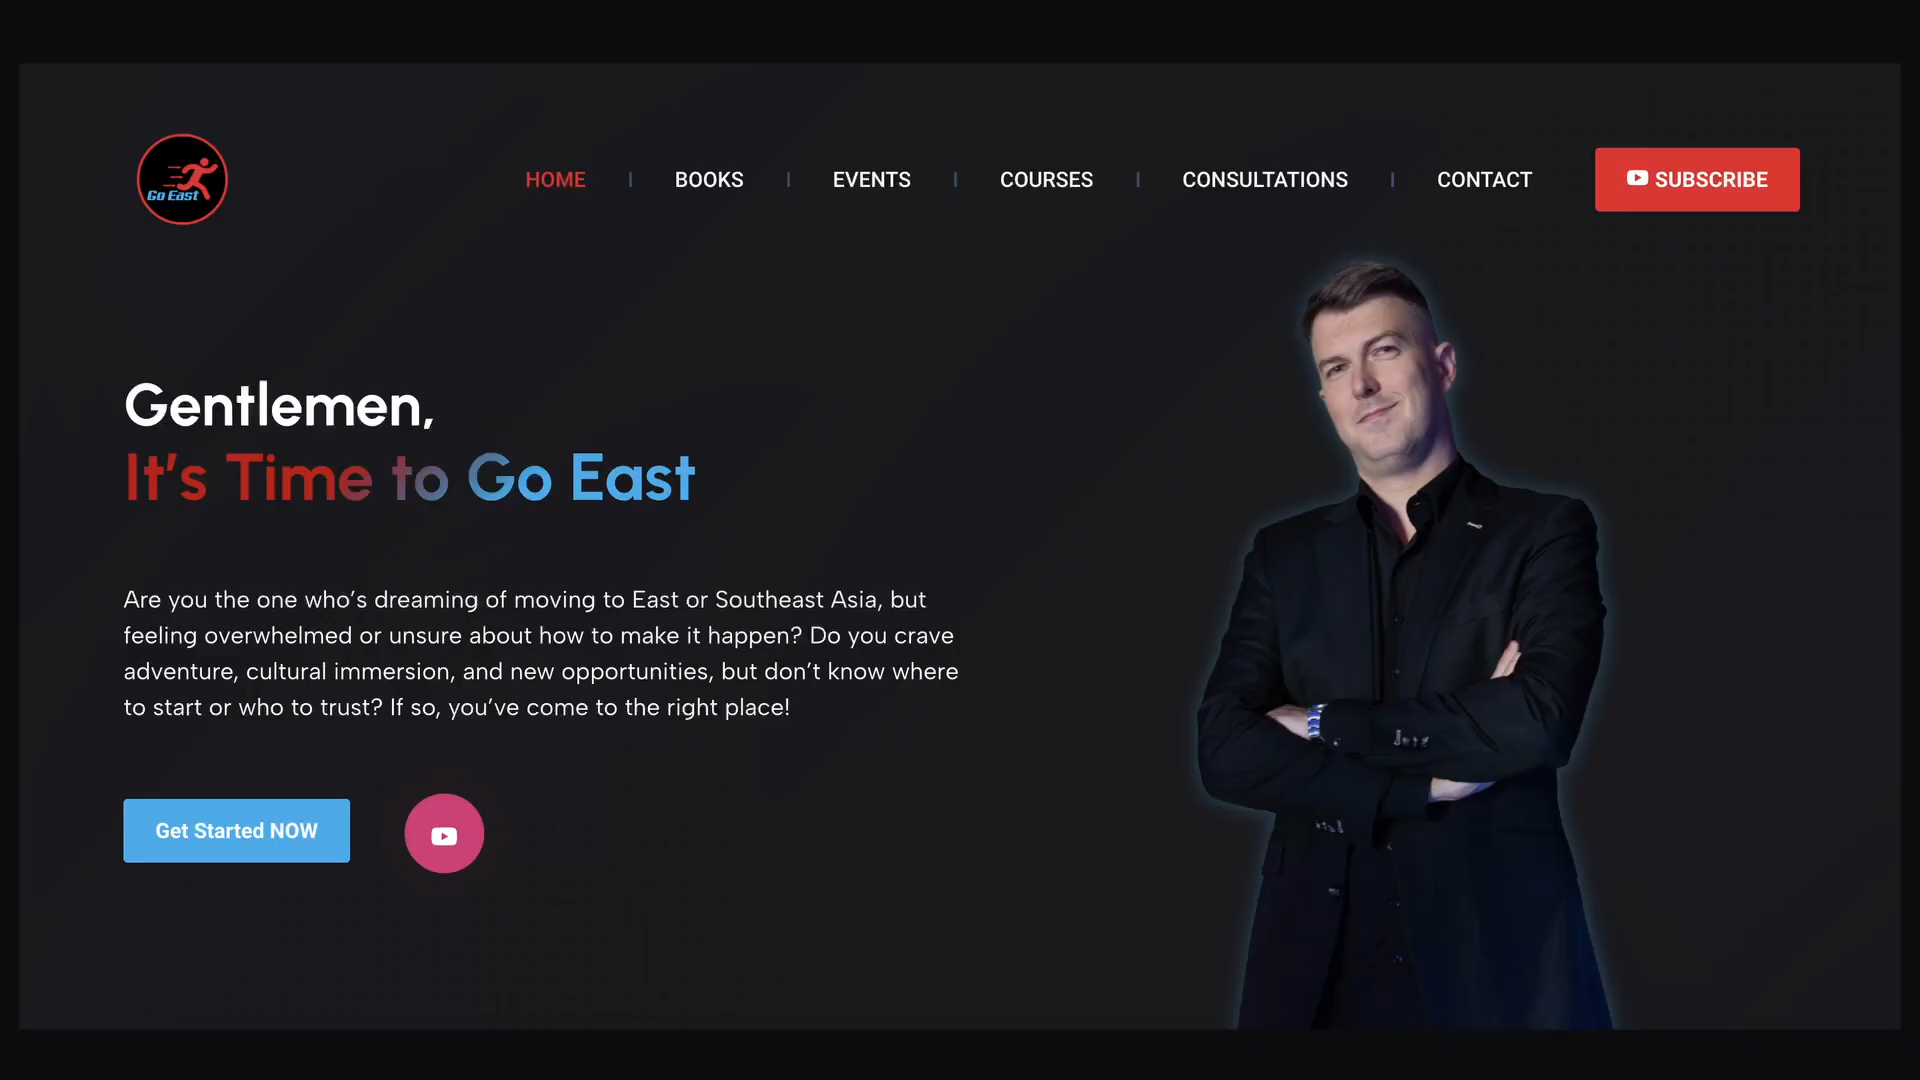 Go East
HOME | BOOKS | EVENTS | COURSES | CONSULTATIONS | CONTACT
SUBSCRIBE
Gentlemen,
It's Time to Go East
Are you the one who's dreaming of moving to East or Southeast Asia, but
feeling overwhelmed or unsure about how to make it happen? Do you crave
adventure, cultural immersion, and new opportunities, but don't know where
to start or who to trust? If so, you've come to the right place!
Get Started NOW